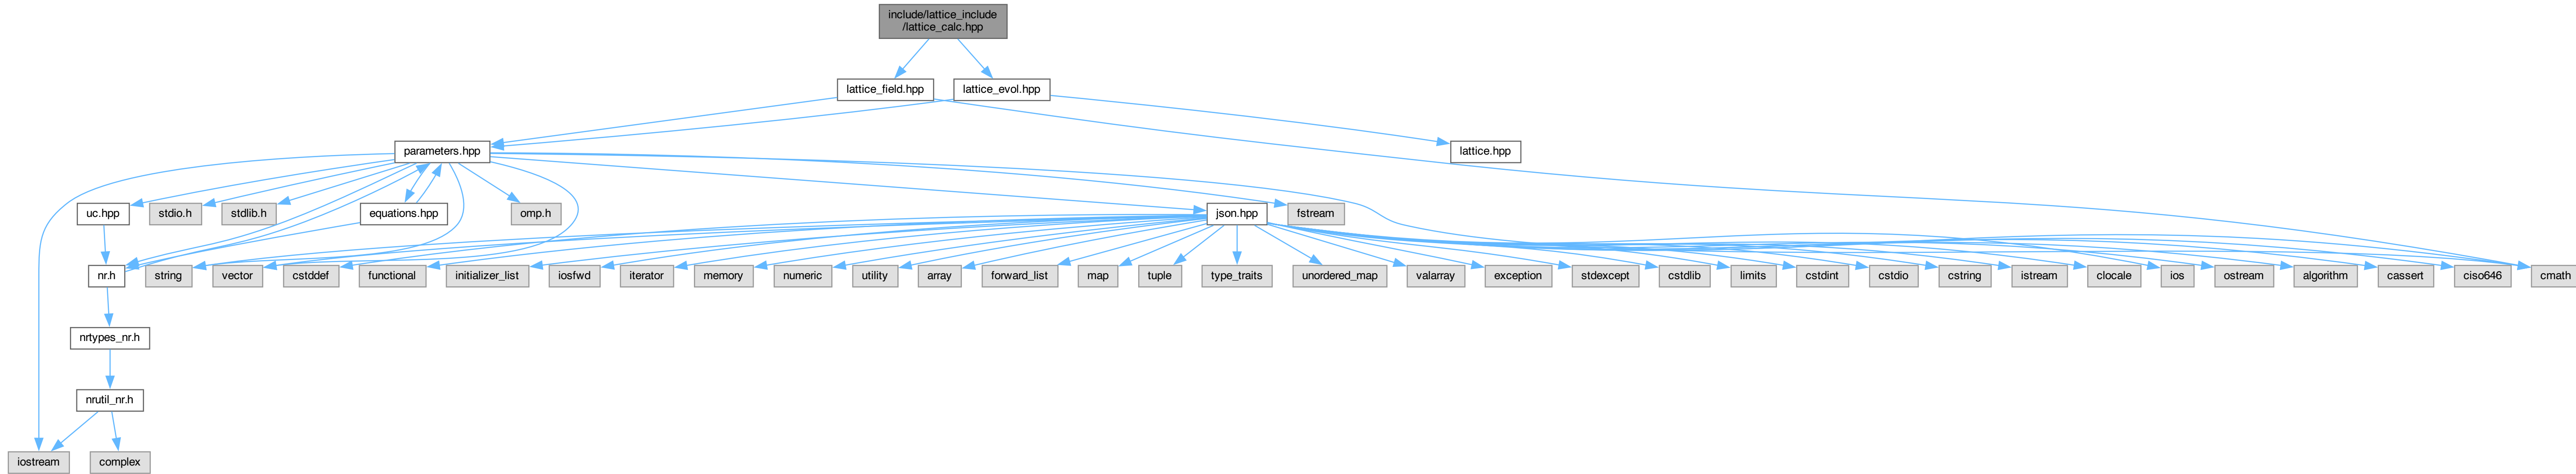 include/lattice_include
/lattice_calc.hpp
lattice_field.hpp
lattice_evol.hpp
parameters.hpp
lattice.hpp
uc.hpp
stdio.h
stdlib.h
equations.hpp
omp.h
json.hpp
fstream
nr.h
string
vector
cstddef
functional
initializer_list
iosfwd
iterator
memory
numeric
utility
array
forward_list
map
tuple
type_traits
unordered_map
valarray
exception
stdexcept
cstdlib
limits
cstdint
cstdio
cstring
istream
clocale
ios
ostream
algorithm
cassert
ciso646
cmath
nrtypes_nr.h
nrutil_nr.h
iostream
complex